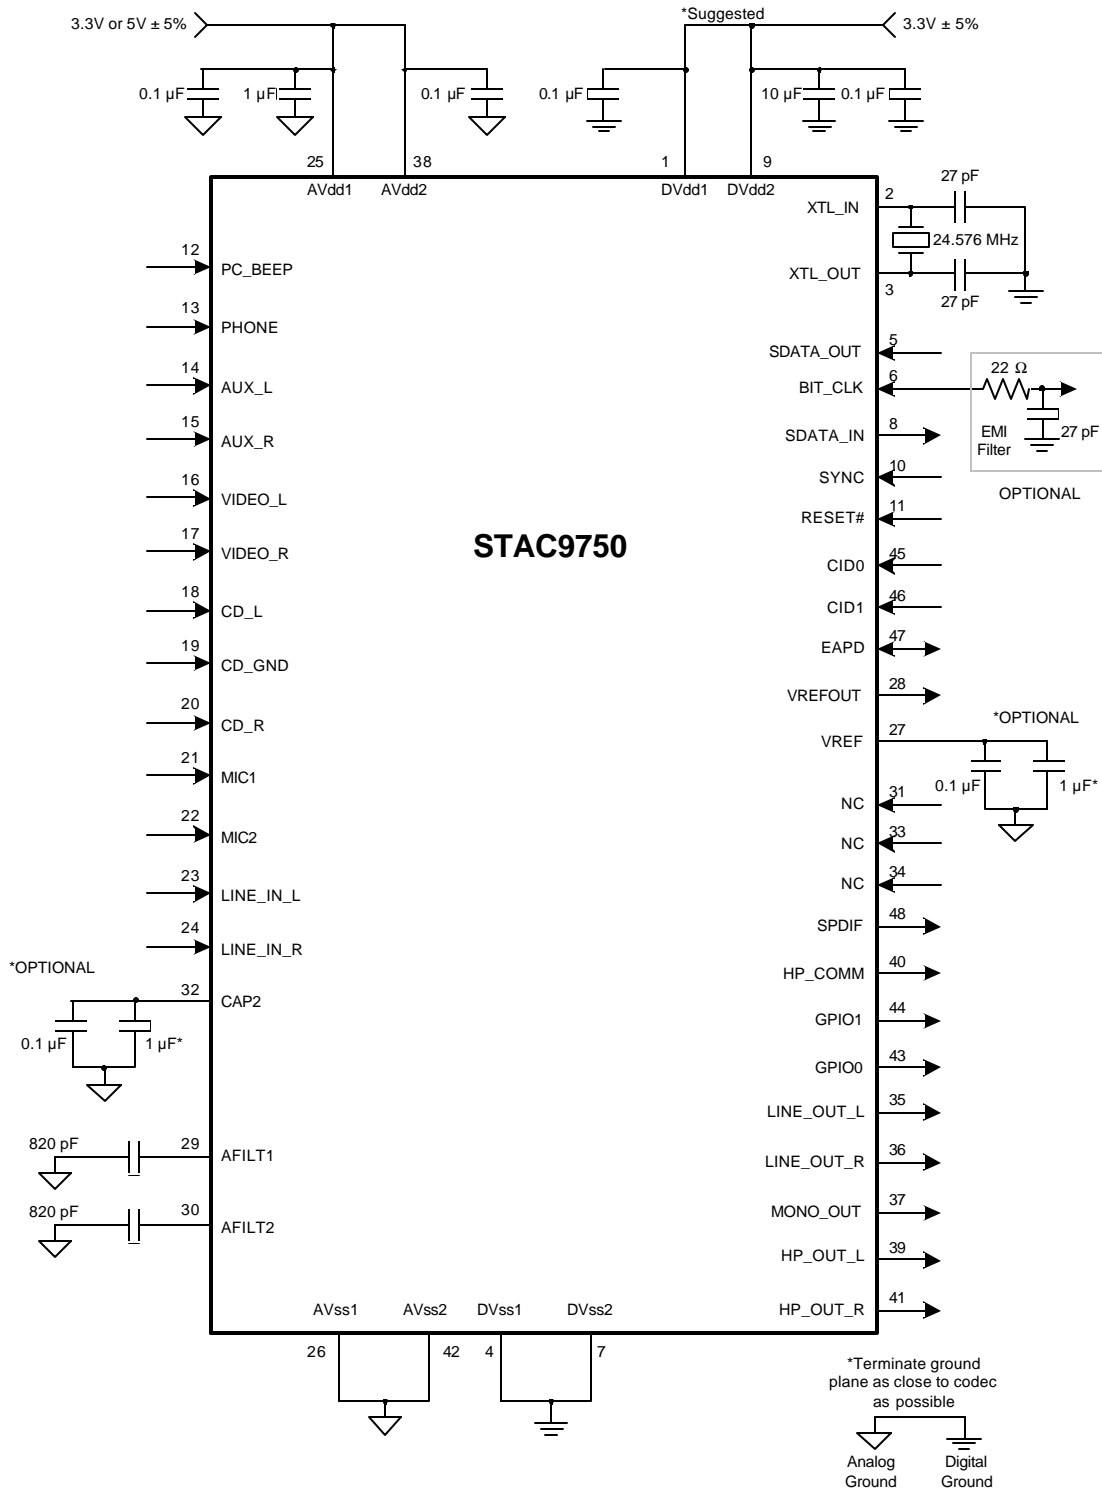 *Suggested
3.3V or 5V ± 5%
3.3V ± 5%
0.1 µF
1 µF
0.1 µF
0.1 µF
10 µF
0.1 µF
25
38
1
9
AVdd1
AVdd2
DVdd1
DVdd2
12
PC_BEEP
13
PHONE
14
AUX_L
15
AUX_R
16
VIDEO_L
17
VIDEO_R
18
CD_L
19
CD_GND
20
CD_R
21
MIC1
22
MIC2
23
LINE_IN_L
24
LINE_IN_R
*OPTIONAL
32
CAP2
0.1 µF
1 µF*
820 pF
29
AFILT1
820 pF
30
AFILT2
STAC9750
27 pF
2
XTL_IN
24.576 MHz
XTL_OUT
3
27 pF
5
SDATA_OUT
6
BIT_CLK
22 Ω
EMI
Filter
27 pF
OPTIONAL
8
SDATA_IN
10
SYNC
11
RESET#
45
CID0
46
CID1
47
EAPD
28
VREFOUT
27
VREF
*OPTIONAL
0.1 µF
1 µF*
31
NC
33
NC
34
NC
48
SPDIF
40
HP_COMM
44
GPIO1
43
GPIO0
35
LINE_OUT_L
36
LINE_OUT_R
37
MONO_OUT
39
HP_OUT_L
41
HP_OUT_R
AVss1
AVss2
DVss1
DVss2
26
42
4
7
*Terminate ground
plane as close to codec
as possible
Analog
Ground
Digital
Ground